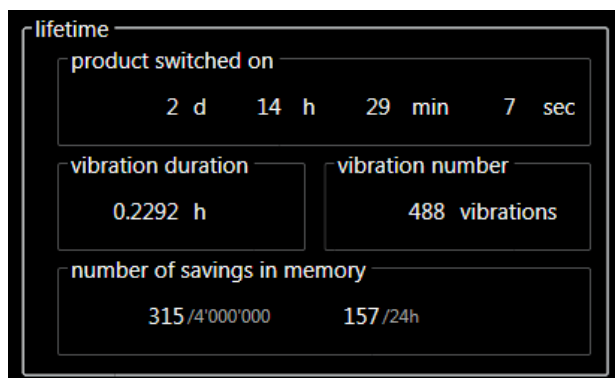 lifetime
product switched on
2 d 14 h 29 min 7 sec
vibration duration
0.2292 h
vibration number
488 vibrations
number of savings in memory
315 /4'000'000 157 /24h